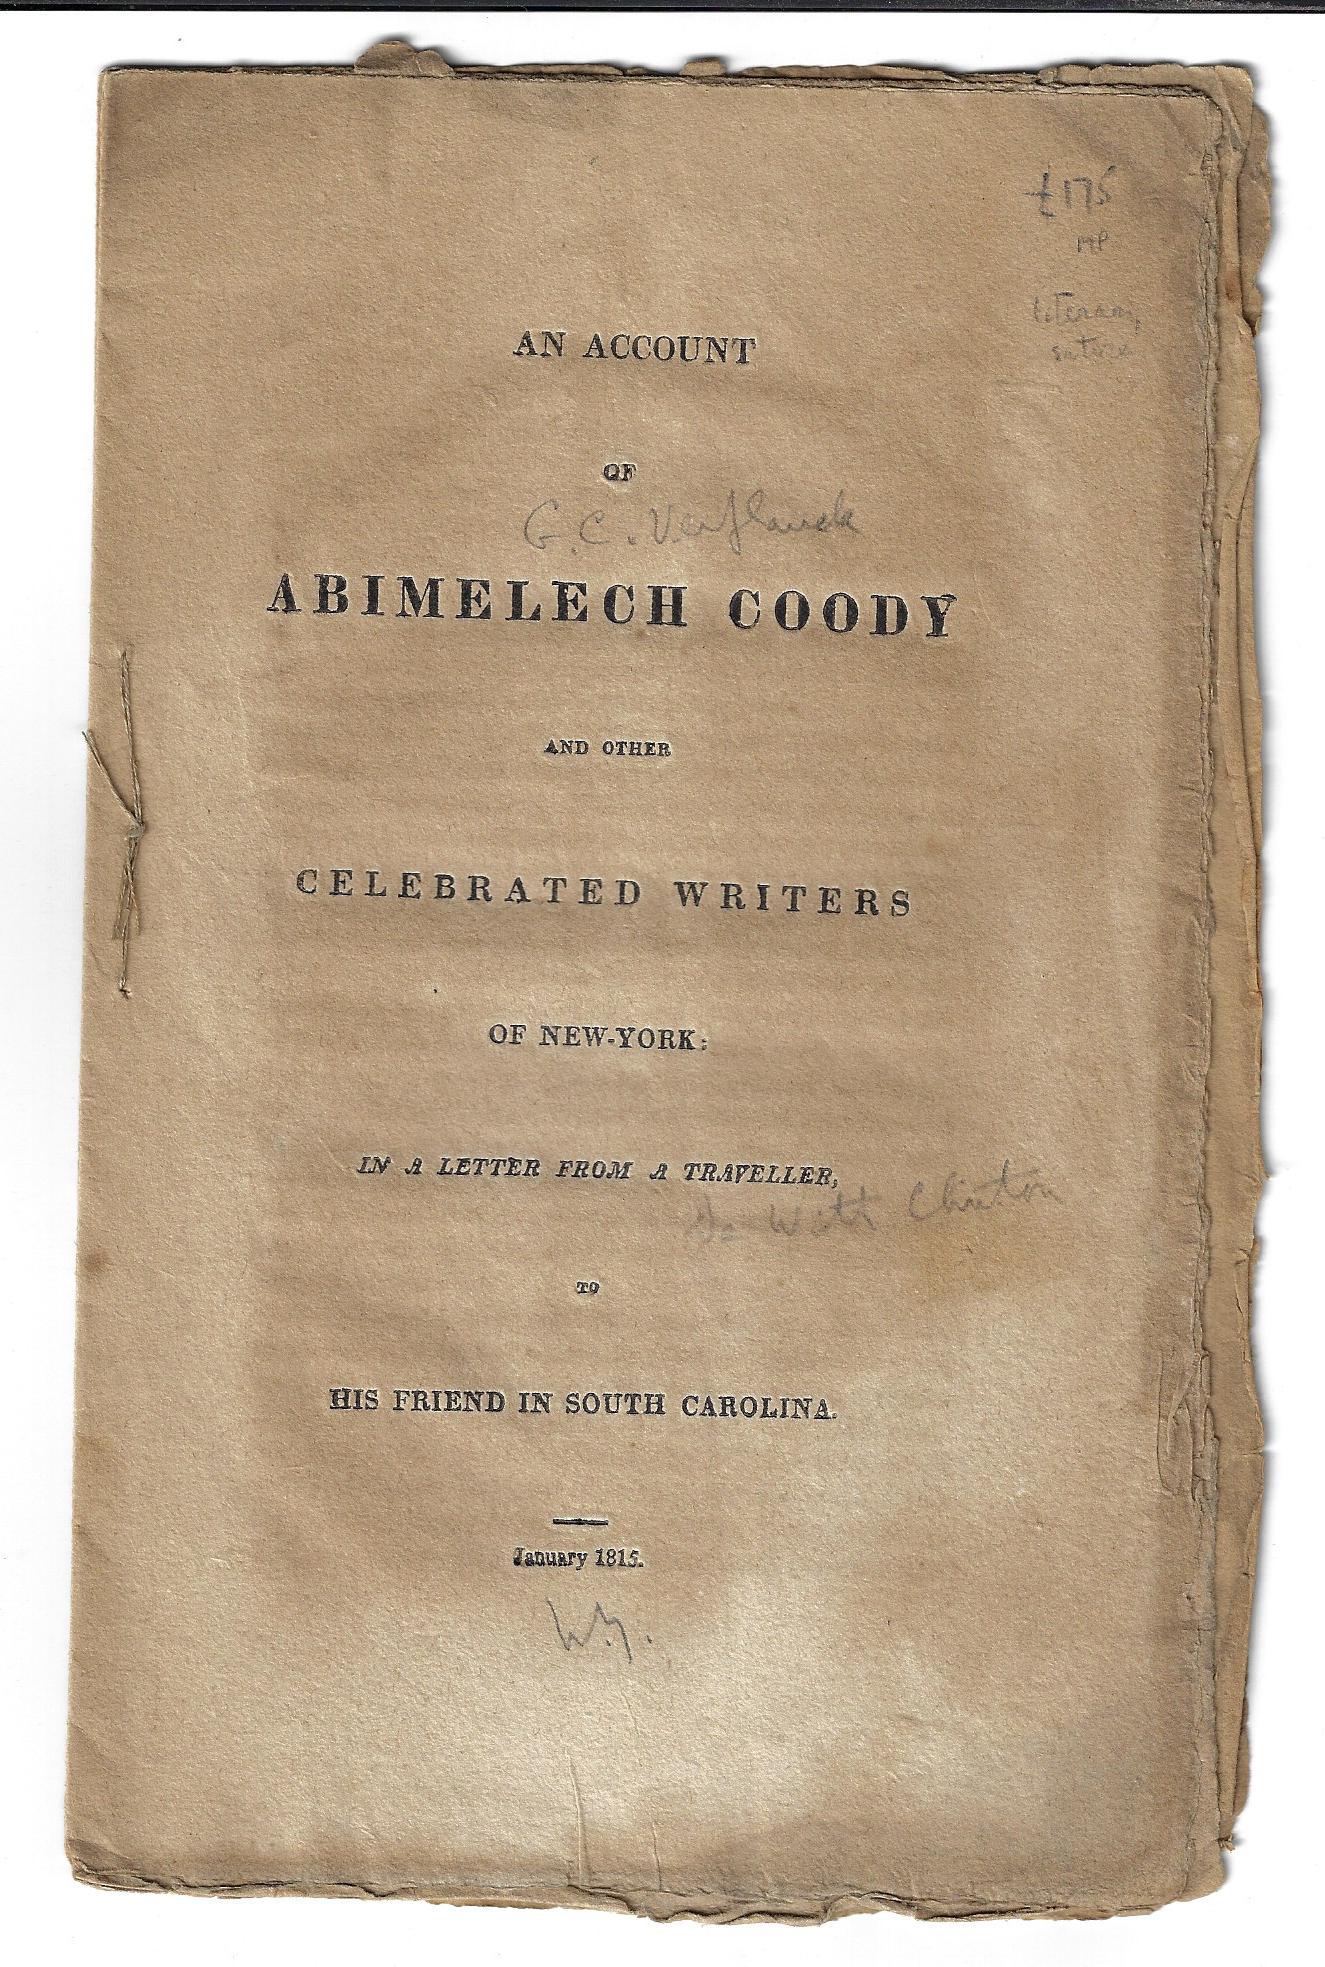 £175
literary
satire
AN ACCOUNT
OF
G. C. Verplanck
ABIMELECH COODY
AND OTHER
CELEBRATED WRITERS
OF NEW-YORK:
IN A LETTER FROM A TRAVELLER,
De Witt Clinton
TO
HIS FRIEND IN SOUTH CAROLINA.
January 1815.
N.Y.